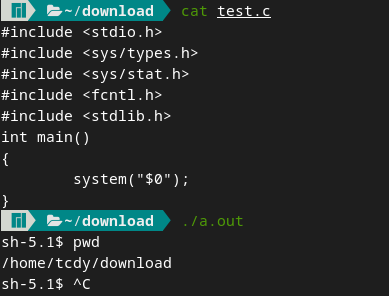 ~/download cat test.c
#include <stdio.h>
#include <sys/types.h>
#include <sys/stat.h>
#include <fcntl.h>
#include <stdlib.h>
int main()
{
        system("$0");
}
~/download ./a.out
sh-5.1$ pwd
/home/tcdy/download
sh-5.1$ ^C